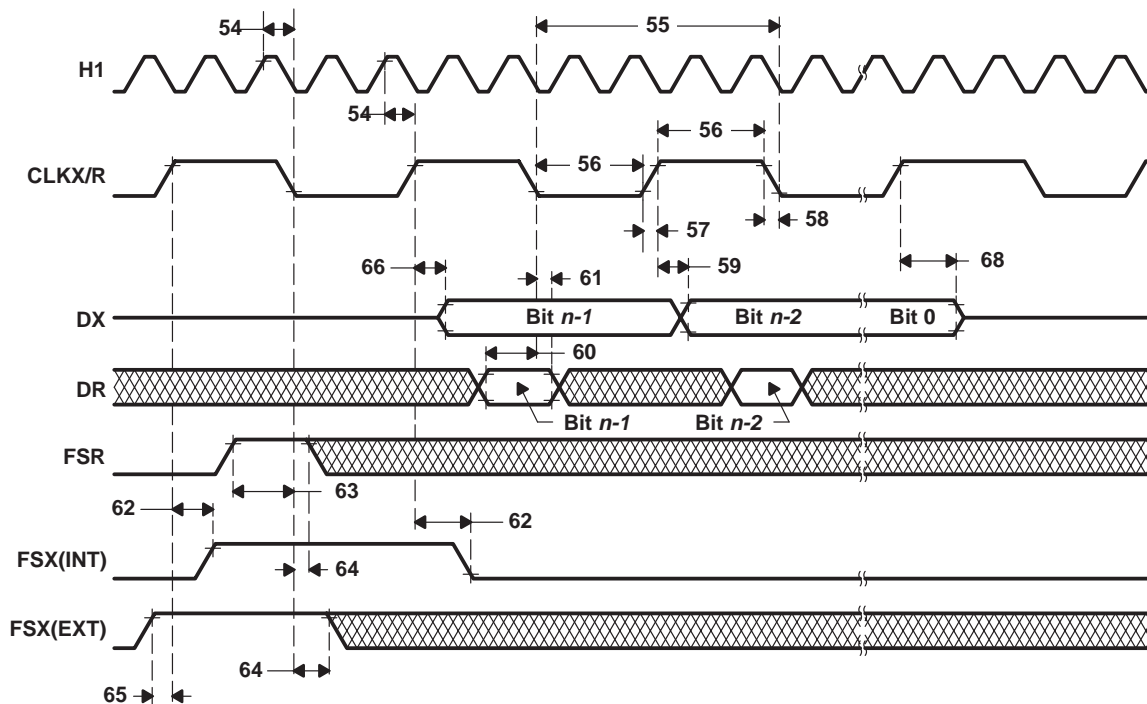 54
55
H1
54
56
56
CLKX/R
57
58
66
61
59
68
DX
Bit n-1
Bit n-2
Bit 0
60
DR
Bit n-1
Bit n-2
FSR
63
62
62
FSX(INT)
64
FSX(EXT)
64
65